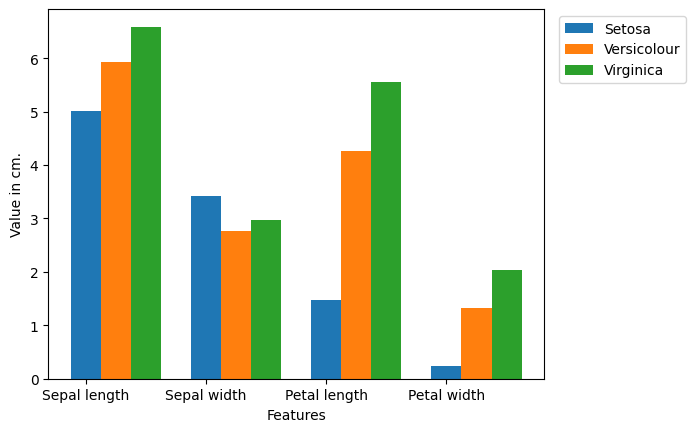 Setosa
Versicolour
Virginica
Value in cm.
6
5
4
3
2
1
0
Sepal length Sepal width Petal length Petal width
Features